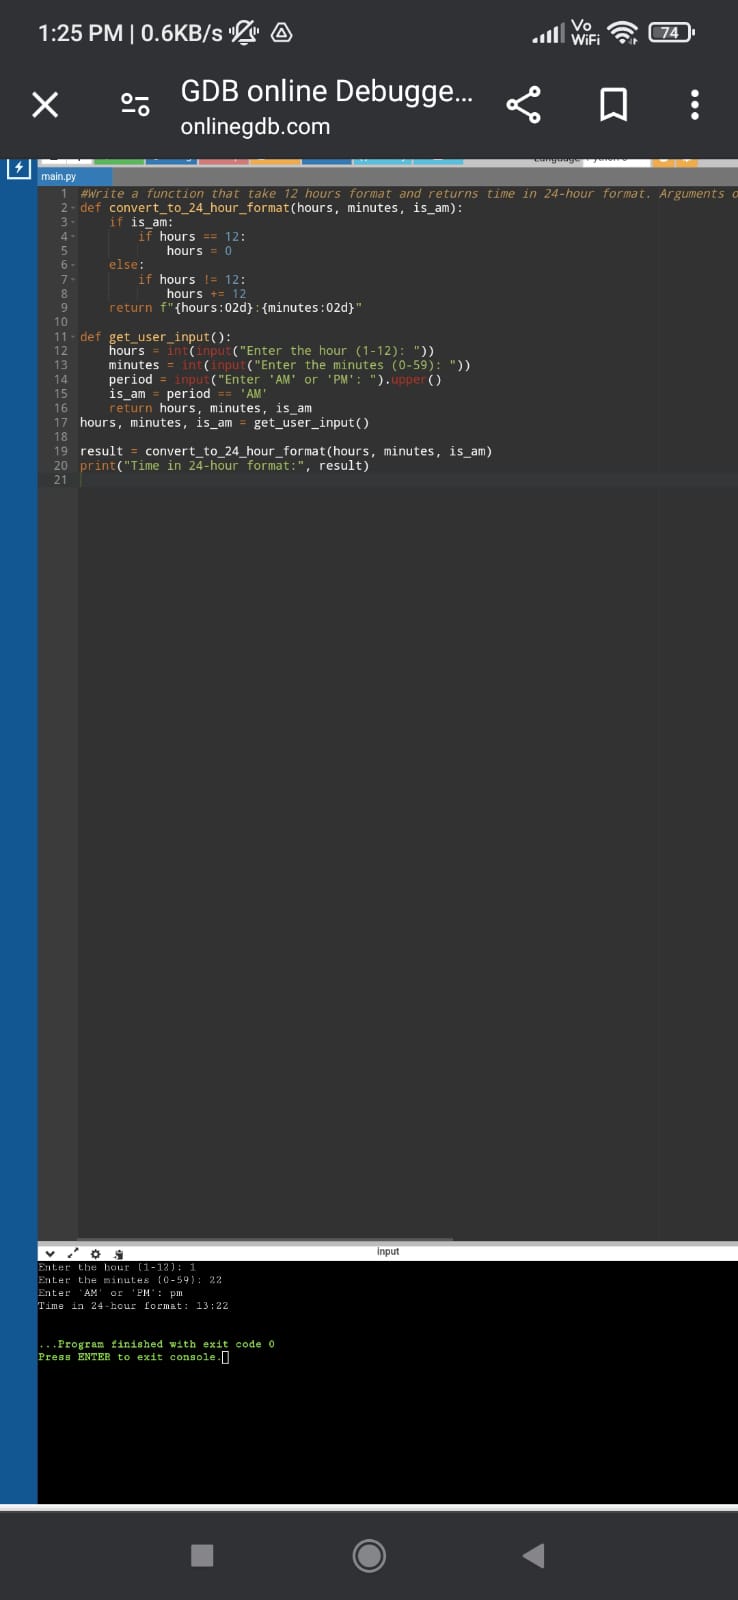 1:25 PM | 0.6KB/s
Vo
WiFi
74
GDB online Debugge...
onlinegdb.com
main.py
1 #Write a function that take 12 hours format and returns time in 24-hour format. Arguments
2 def convert_to_24_hour_format(hours, minutes, is_am):
3     if is_am:
4         if hours == 12:
5             hours = 0
6     else:
7         if hours != 12:
8             hours += 12
9     return f"{hours:02d}:{minutes:02d}"
10
11 def get_user_input():
12     hours = int(input("Enter the hour (1-12): "))
13     minutes = int(input("Enter the minutes (0-59): "))
14     period = input("Enter 'AM' or 'PM': ").upper()
15     is_am = period == 'AM'
16     return hours, minutes, is_am
17 hours, minutes, is_am = get_user_input()
18
19 result = convert_to_24_hour_format(hours, minutes, is_am)
20 print("Time in 24-hour format:", result)
21
input
Enter the hour (1-12): 1
Enter the minutes (0-59): 22
Enter 'AM' or 'PM': pm
Time in 24-hour format: 13:22
...Program finished with exit code 0
Press ENTER to exit console.